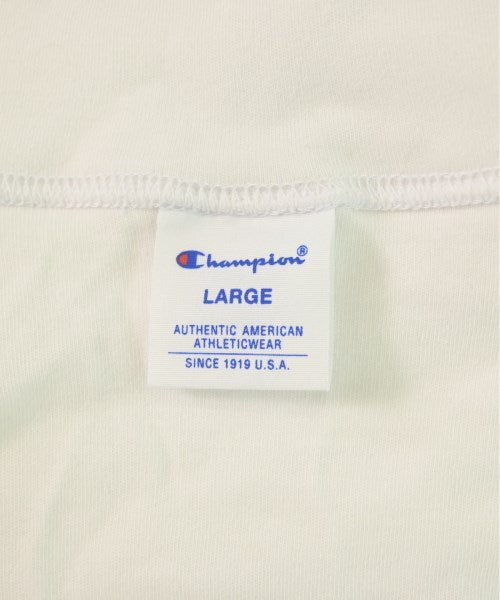 Champion®
LARGE
AUTHENTIC AMERICAN
ATHLETICWEAR
SINCE 1919 U.S.A.